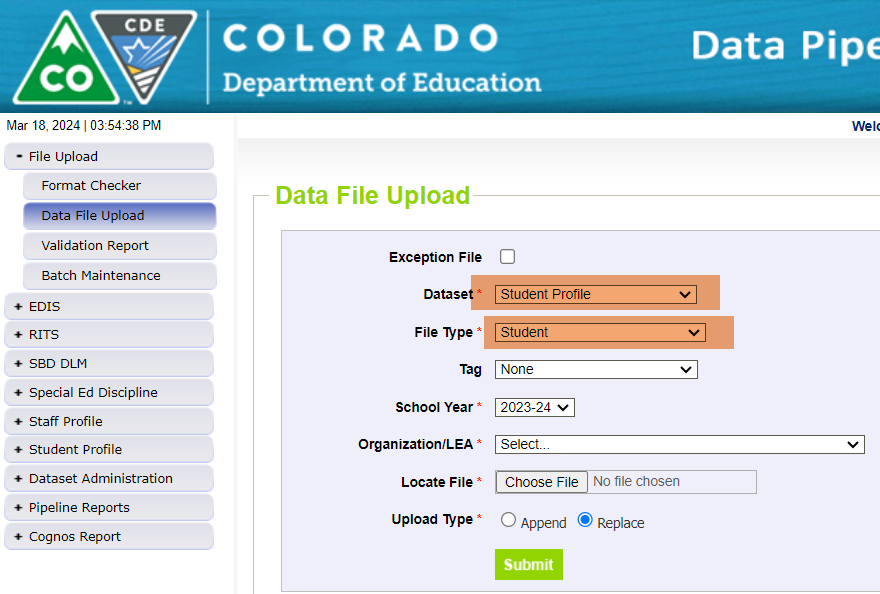 CDE
CO
TM
COLORADO
Department of Education
Data Pipe
Mar 18, 2024 | 03:54:38 PM
Welc
- File Upload
Format Checker
Data File Upload
Validation Report
Batch Maintenance
+ EDIS
+ RITS
+ SBD DLM
+ Special Ed Discipline
+ Staff Profile
+ Student Profile
+ Dataset Administration
+ Pipeline Reports
+ Cognos Report
Data File Upload
Exception File
Dataset * Student Profile
File Type * Student
Tag None
School Year * 2023-24
Organization/LEA * Select...
Locate File * Choose File No file chosen
Upload Type * Append Replace
Submit